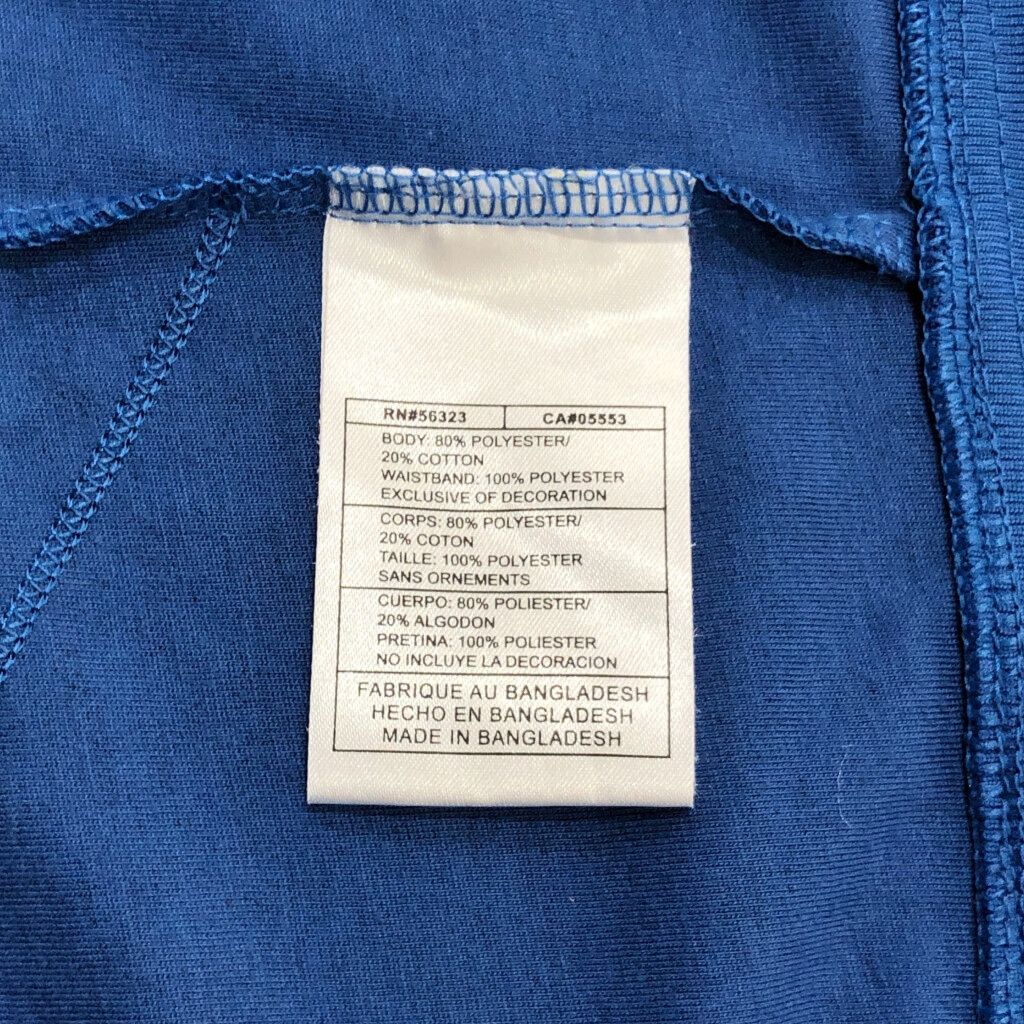 RN#56323 CA#05553
BODY: 80% POLYESTER/
20% COTTON
WAISTBAND: 100% POLYESTER
EXCLUSIVE OF DECORATION
CORPS: 80% POLYESTER/
20% COTON
TAILLE: 100% POLYESTER
SANS ORNEMENTS
CUERPO: 80% POLIESTER/
20% ALGODON
PRETINA: 100% POLIESTER
NO INCLUYE LA DECORACION
FABRIQUE AU BANGLADESH
HECHO EN BANGLADESH
MADE IN BANGLADESH